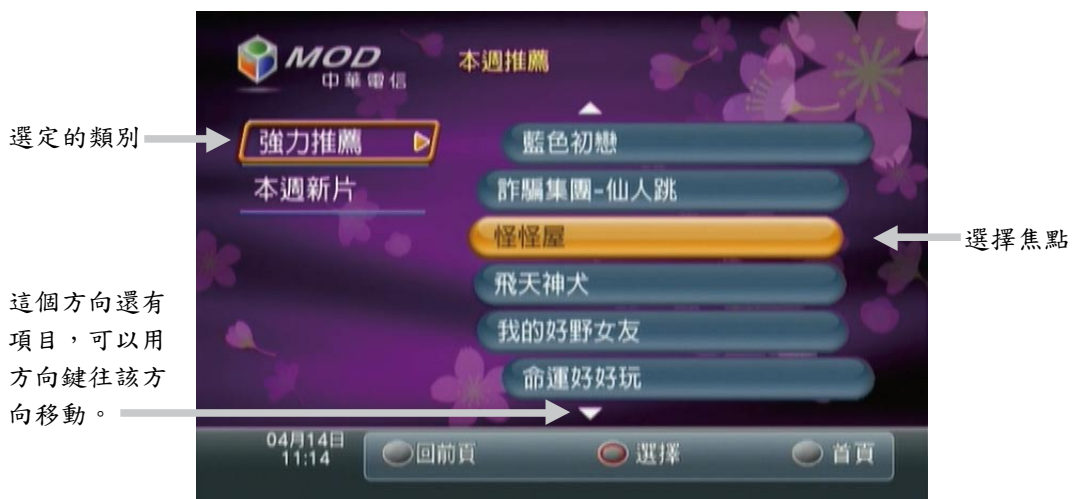 MOD
中華電信
本週推薦
選定的類別
強力推薦
本週新片
藍色初戀
詐騙集團-仙人跳
怪怪屋
飛天神犬
我的好野女友
命運好好玩
選擇焦點
這個方向還有
項目，可以用
方向鍵往該方
向移動。
04月14日
11:14
回前頁
選擇
首頁